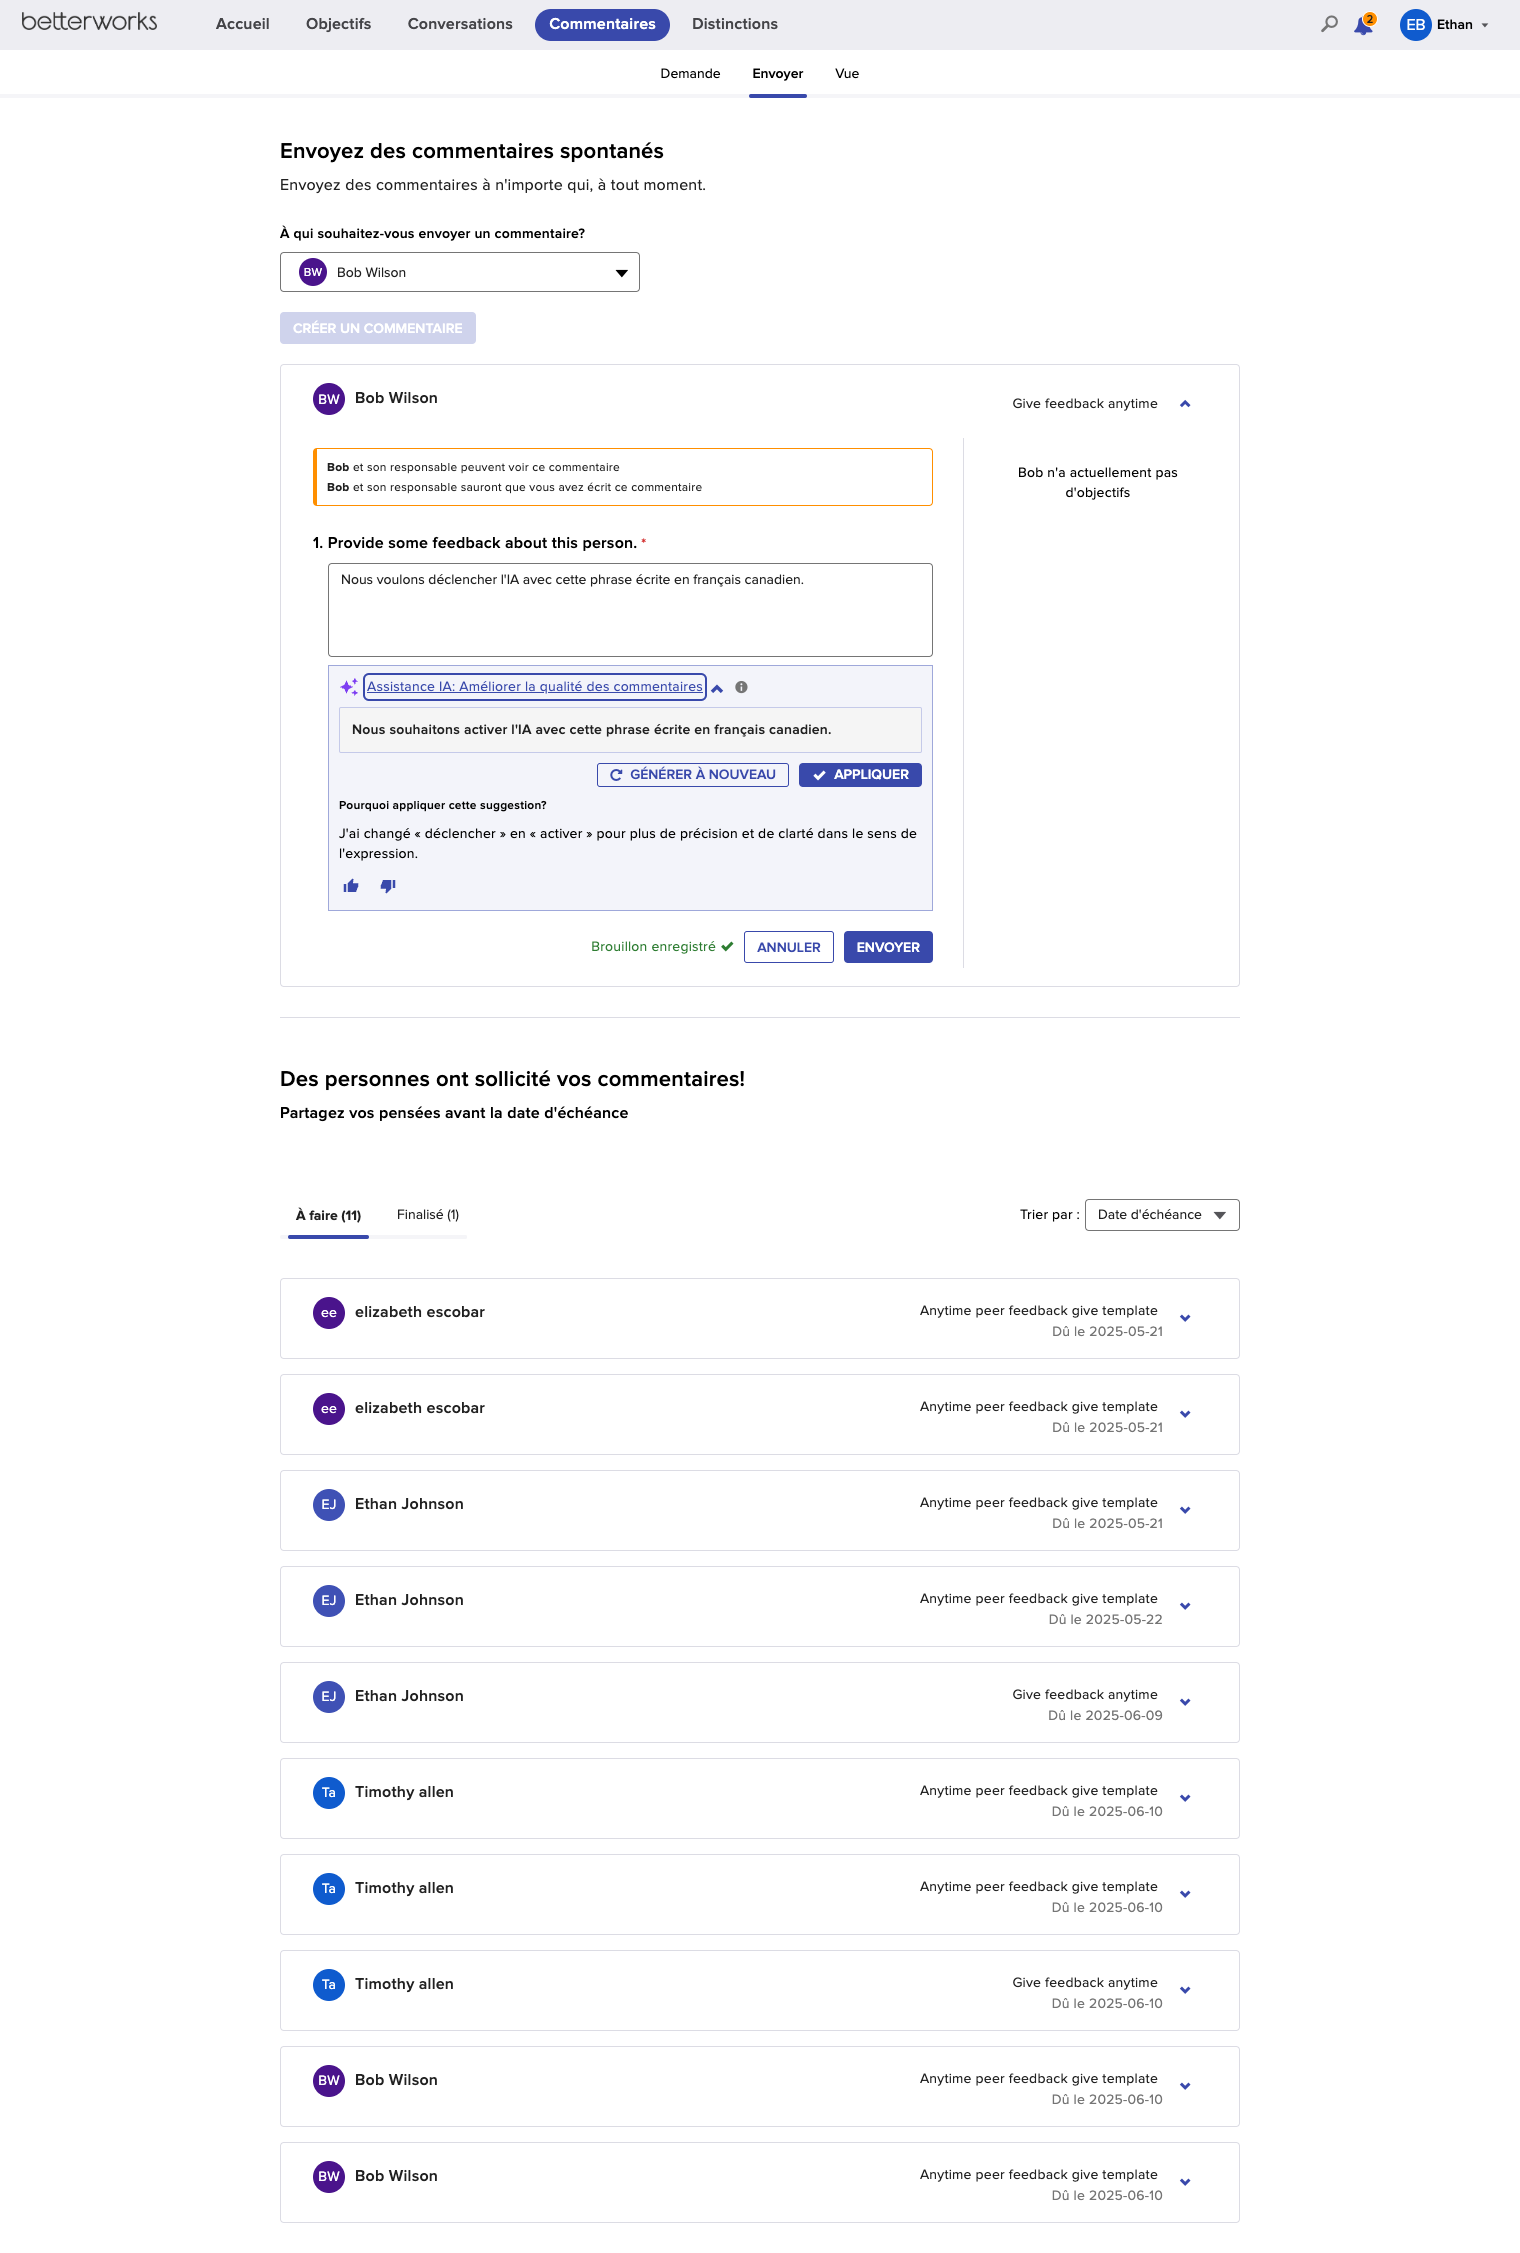 betterworks
Accueil
Objectifs
Conversations
Commentaires
Distinctions
2
EB
Ethan
Demande
Envoyer
Vue
Envoyez des commentaires spontanés
Envoyez des commentaires à n'importe qui, à tout moment.
À qui souhaitez-vous envoyer un commentaire?
BW
Bob Wilson
CRÉER UN COMMENTAIRE
BW
Bob Wilson
Give feedback anytime
Bob et son responsable peuvent voir ce commentaire
Bob et son responsable sauront que vous avez écrit ce commentaire
Bob n'a actuellement pas
d'objectifs
1. Provide some feedback about this person. *
Nous voulons déclencher l'IA avec cette phrase écrite en français canadien.
Assistance IA: Améliorer la qualité des commentaires
Nous souhaitons activer l'IA avec cette phrase écrite en français canadien.
GÉNÉRER À NOUVEAU
APPLIQUER
Pourquoi appliquer cette suggestion?
J'ai changé « déclencher » en « activer » pour plus de précision et de clarté dans le sens de
l'expression.
Brouillon enregistré
ANNULER
ENVOYER
Des personnes ont sollicité vos commentaires!
Partagez vos pensées avant la date d'échéance
À faire (11)
Finalisé (1)
Trier par :
Date d'échéance
ee
elizabeth escobar
Anytime peer feedback give template
Dû le 2025-05-21
ee
elizabeth escobar
Anytime peer feedback give template
Dû le 2025-05-21
EJ
Ethan Johnson
Anytime peer feedback give template
Dû le 2025-05-21
EJ
Ethan Johnson
Anytime peer feedback give template
Dû le 2025-05-22
EJ
Ethan Johnson
Give feedback anytime
Dû le 2025-06-09
Ta
Timothy allen
Anytime peer feedback give template
Dû le 2025-06-10
Ta
Timothy allen
Anytime peer feedback give template
Dû le 2025-06-10
Ta
Timothy allen
Give feedback anytime
Dû le 2025-06-10
BW
Bob Wilson
Anytime peer feedback give template
Dû le 2025-06-10
BW
Bob Wilson
Anytime peer feedback give template
Dû le 2025-06-10